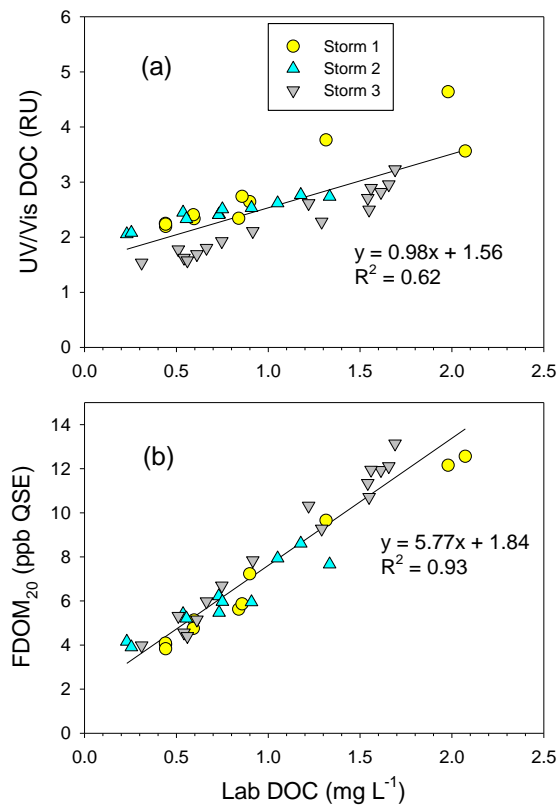 (a)
Storm 1
Storm 2
Storm 3
UV/Vis DOC (RU)
6
5
4
3
2
1
0
y = 0.98x + 1.56
R² = 0.62
0.0 0.5 1.0 1.5 2.0 2.5
(b)
FDOM₂₀ (ppb QSE)
14
12
10
8
6
4
2
0
y = 5.77x + 1.84
R² = 0.93
0.0 0.5 1.0 1.5 2.0 2.5
Lab DOC (mg L⁻¹)